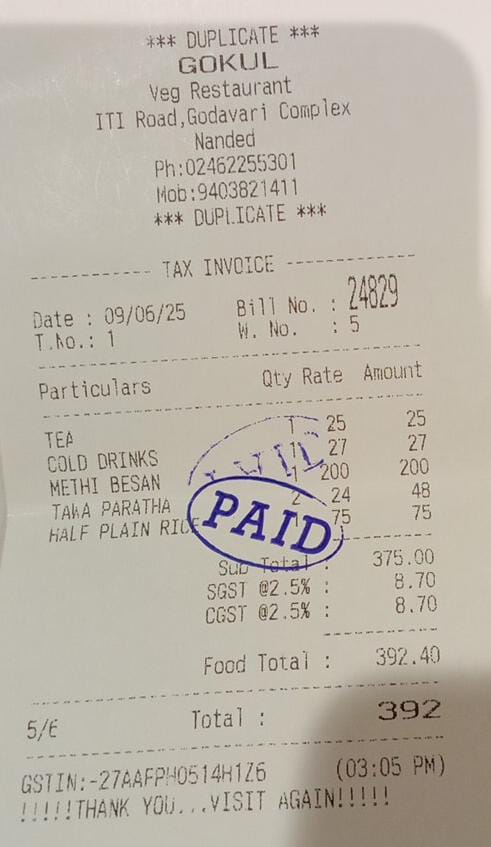 *** DUPLICATE ***
GOKUL
Veg Restaurant
ITI Road,Godavari Complex
Nanded
Ph:02462255301
Mob:9403821411
*** DUPLICATE ***
TAX INVOICE
Date : 09/06/25 Bill No. : 24829
T.No.: 1 W. No. : 5
Particulars Qty Rate Amount
TEA 1 25 25
COLD DRINKS 1 27 27
METHI BESAN 1 200 200
TAWA PARATHA 2 24 48
HALF PLAIN RICE 1 75 75
PAID
Sub Total : 375.00
SGST @2.5% : 8.70
CGST @2.5% : 8.70
Food Total : 392.40
5/6 Total : 392
GSTIN:-27AAFPH0514H1Z6 (03:05 PM)
!!!!!THANK YOU...VISIT AGAIN!!!!!